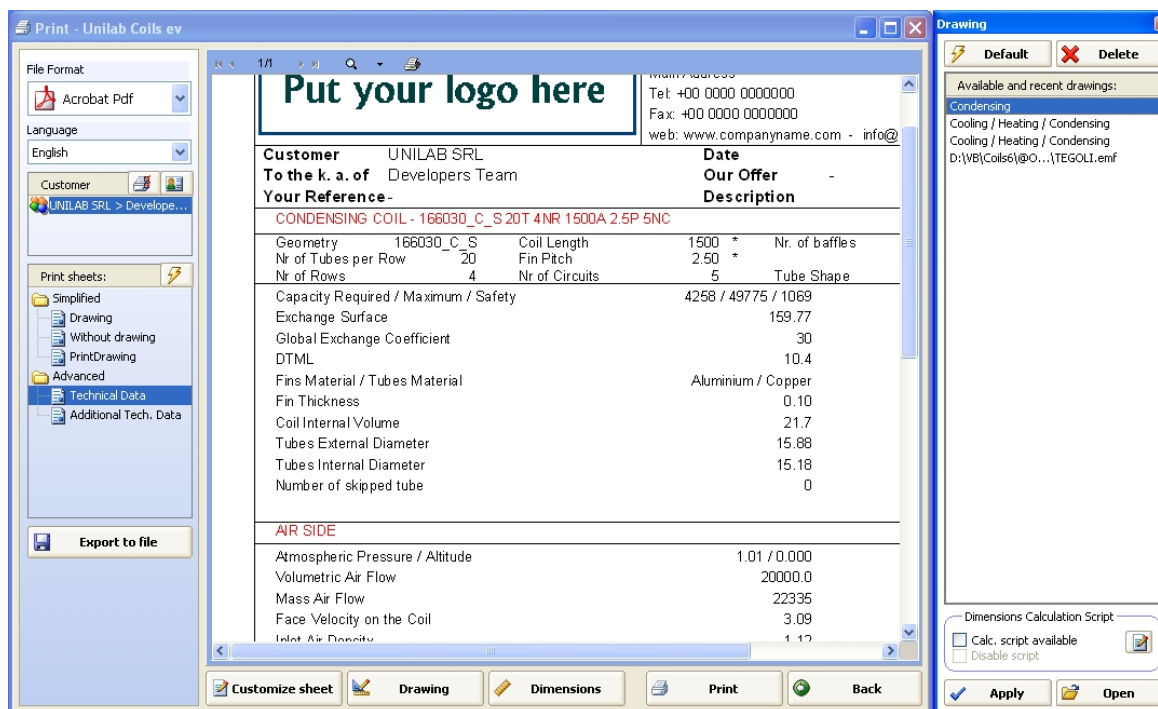 Print - Unilab Coils ev
File Format
Acrobat Pdf
Language
English
Customer
UNILAB SRL > Develope...
Print sheets:
Simplified
Drawing
Without drawing
PrintDrawing
Advanced
Technical Data
Additional Tech. Data
Export to file
1/1
Put your logo here
Main Address
Tel: +00 0000 0000000
Fax: +00 0000 0000000
web: www.companyname.com - info@
Customer UNILAB SRL Date
To the k. a. of Developers Team Our Offer -
Your Reference - Description
CONDENSING COIL - 166030_C_S 20T 4NR 1500A 2.5P 5NC
Geometry 166030_C_S Coil Length 1500 * Nr. of baffles
Nr of Tubes per Row 20 Fin Pitch 2.50 *
Nr of Rows 4 Nr of Circuits 5 Tube Shape
Capacity Required / Maximum / Safety 4258 / 49775 / 1069
Exchange Surface 159.77
Global Exchange Coefficient 30
DTML 10.4
Fins Material / Tubes Material Aluminium / Copper
Fin Thickness 0.10
Coil Internal Volume 21.7
Tubes External Diameter 15.88
Tubes Internal Diameter 15.18
Number of skipped tube 0
AIR SIDE
Atmospheric Pressure / Altitude 1.01 / 0.000
Volumetric Air Flow 20000.0
Mass Air Flow 22335
Face Velocity on the Coil 3.09
Inlet Air Density 1.12
Customize sheet
Drawing
Dimensions
Print
Back
Drawing
Default
Delete
Available and recent drawings:
Condensing
Cooling / Heating / Condensing
Cooling / Heating / Condensing
D:\VB\Coils6\@O...\TEGOLI.emf
Dimensions Calculation Script
Calc. script available
Disable script
Apply
Open